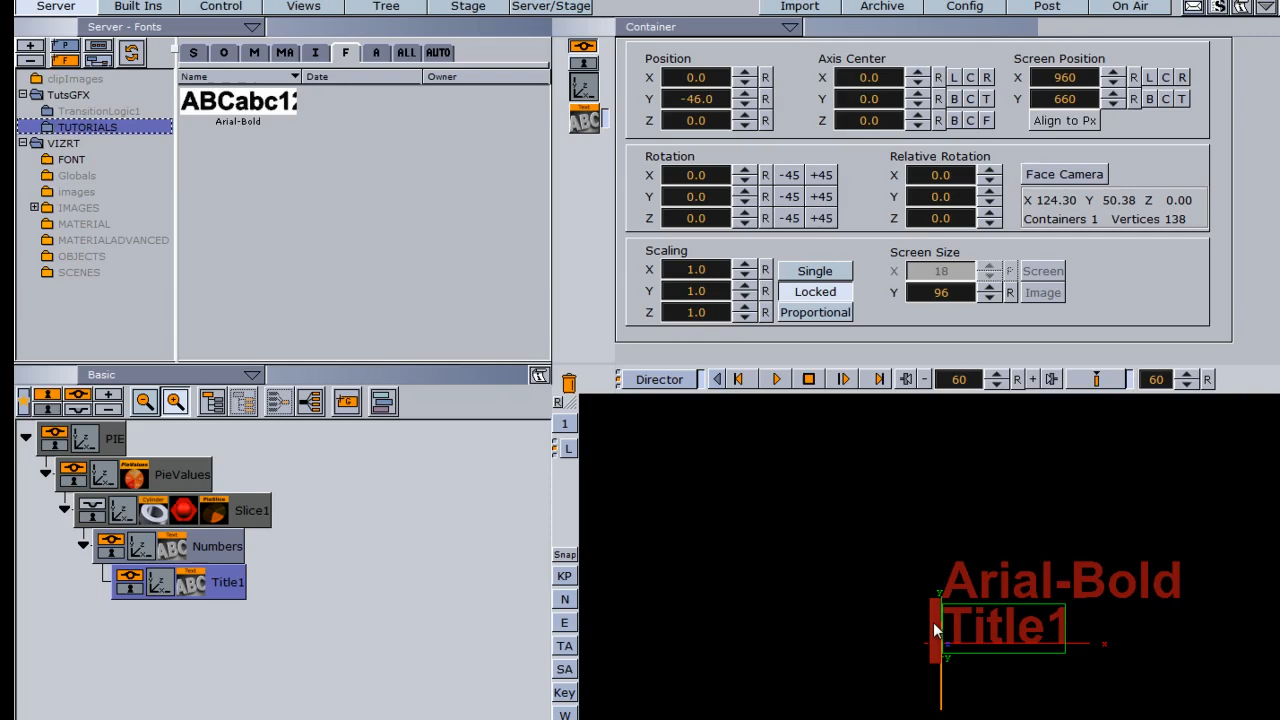 Server Built Ins Control Views Tree Stage Server/Stage Import Archive Config Post On Air
Server - Fonts
Container
S O M MA I F A ALL AUTO
Name Date Owner
ABCabc12
Arial-Bold
clipImages
TutsGFX
TransitionLogic1
TUTORIALS
VIZRT
FONT
Globals
images
IMAGES
MATERIAL
MATERIALADVANCED
OBJECTS
SCENES
Position Axis Center Screen Position
X 0.0 R X 0.0 R L C R X 960 R L C R
Y -46.0 R Y 0.0 R B C T Y 660 R B C T
Z 0.0 R Z 0.0 R B C F Align to Px
Rotation Relative Rotation
X 0.0 R -45 +45 X 0.0 R Face Camera
Y 0.0 R -45 +45 Y 0.0 R X 124.30 Y 50.38 Z 0.00
Z 0.0 R -45 +45 Z 0.0 R Containers 1 Vertices 138
Scaling Screen Size
X 1.0 R Single X 18 Screen
Y 1.0 R Locked Y 96 R Image
Z 1.0 R Proportional
Basic
Director 60 R + 60 R
PIE
PieValues
Slice1
Numbers
Title1
R
1
L
Snap
KP
N
E
TA
SA
Key
W
Arial-Bold
Title1